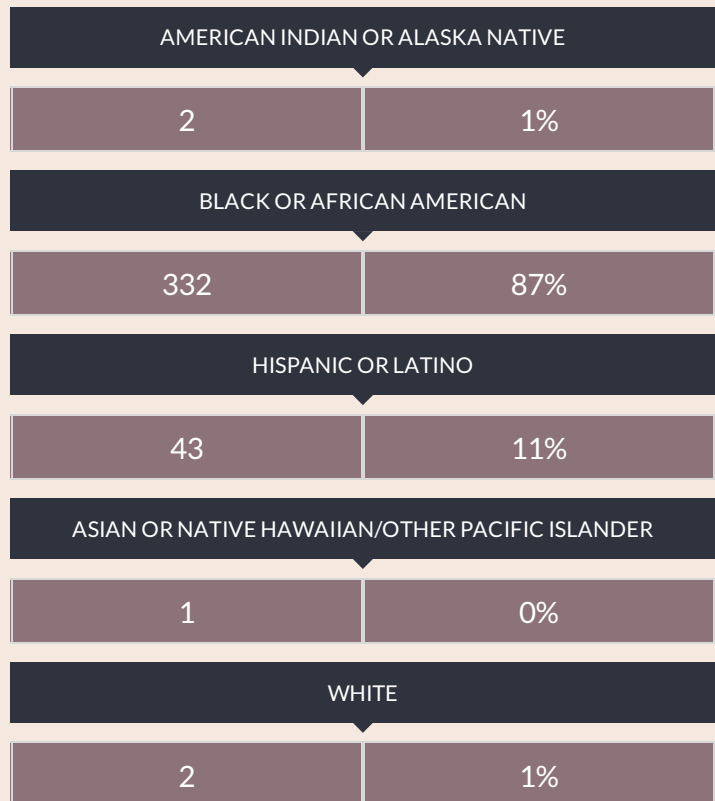 AMERICAN INDIAN OR ALASKA NATIVE
2 1%
BLACK OR AFRICAN AMERICAN
332 87%
HISPANIC OR LATINO
43 11%
ASIAN OR NATIVE HAWAIIAN/OTHER PACIFIC ISLANDER
1 0%
WHITE
2 1%